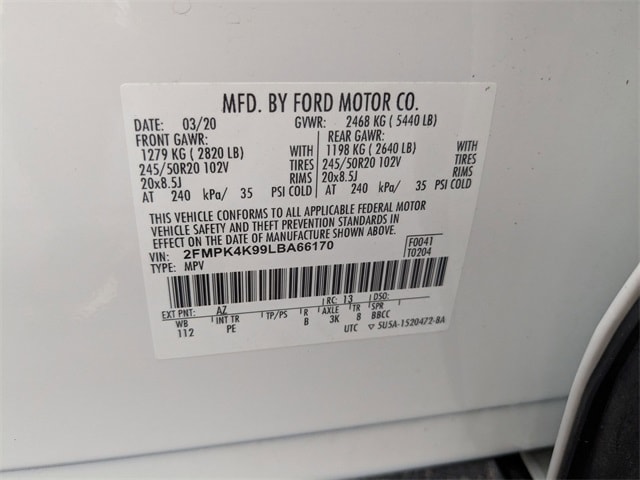 MFD. BY FORD MOTOR CO.
DATE: 03/20 GVWR: 2468 KG ( 5440 LB)
FRONT GAWR: REAR GAWR:
1279 KG ( 2820 LB) WITH 1198 KG ( 2640 LB) WITH
245/50R20 102V TIRES 245/50R20 102V TIRES
20x8.5J RIMS 20x8.5J RIMS
AT 240 kPa/ 35 PSI COLD AT 240 kPa/ 35 PSI COLD
THIS VEHICLE CONFORMS TO ALL APPLICABLE FEDERAL MOTOR
VEHICLE SAFETY AND THEFT PREVENTION STANDARDS IN
EFFECT ON THE DATE OF MANUFACTURE SHOWN ABOVE.
VIN: 2FMPK4K99LBA66170 F0041
TYPE: MPV T0204
EXT PNT: AZ RC: 13 DSO:
WB INT TR TP/PS R AXLE TR SPR
112 PE B 3K B BBCC
UTC ▽ 5U5A-1520472-BA